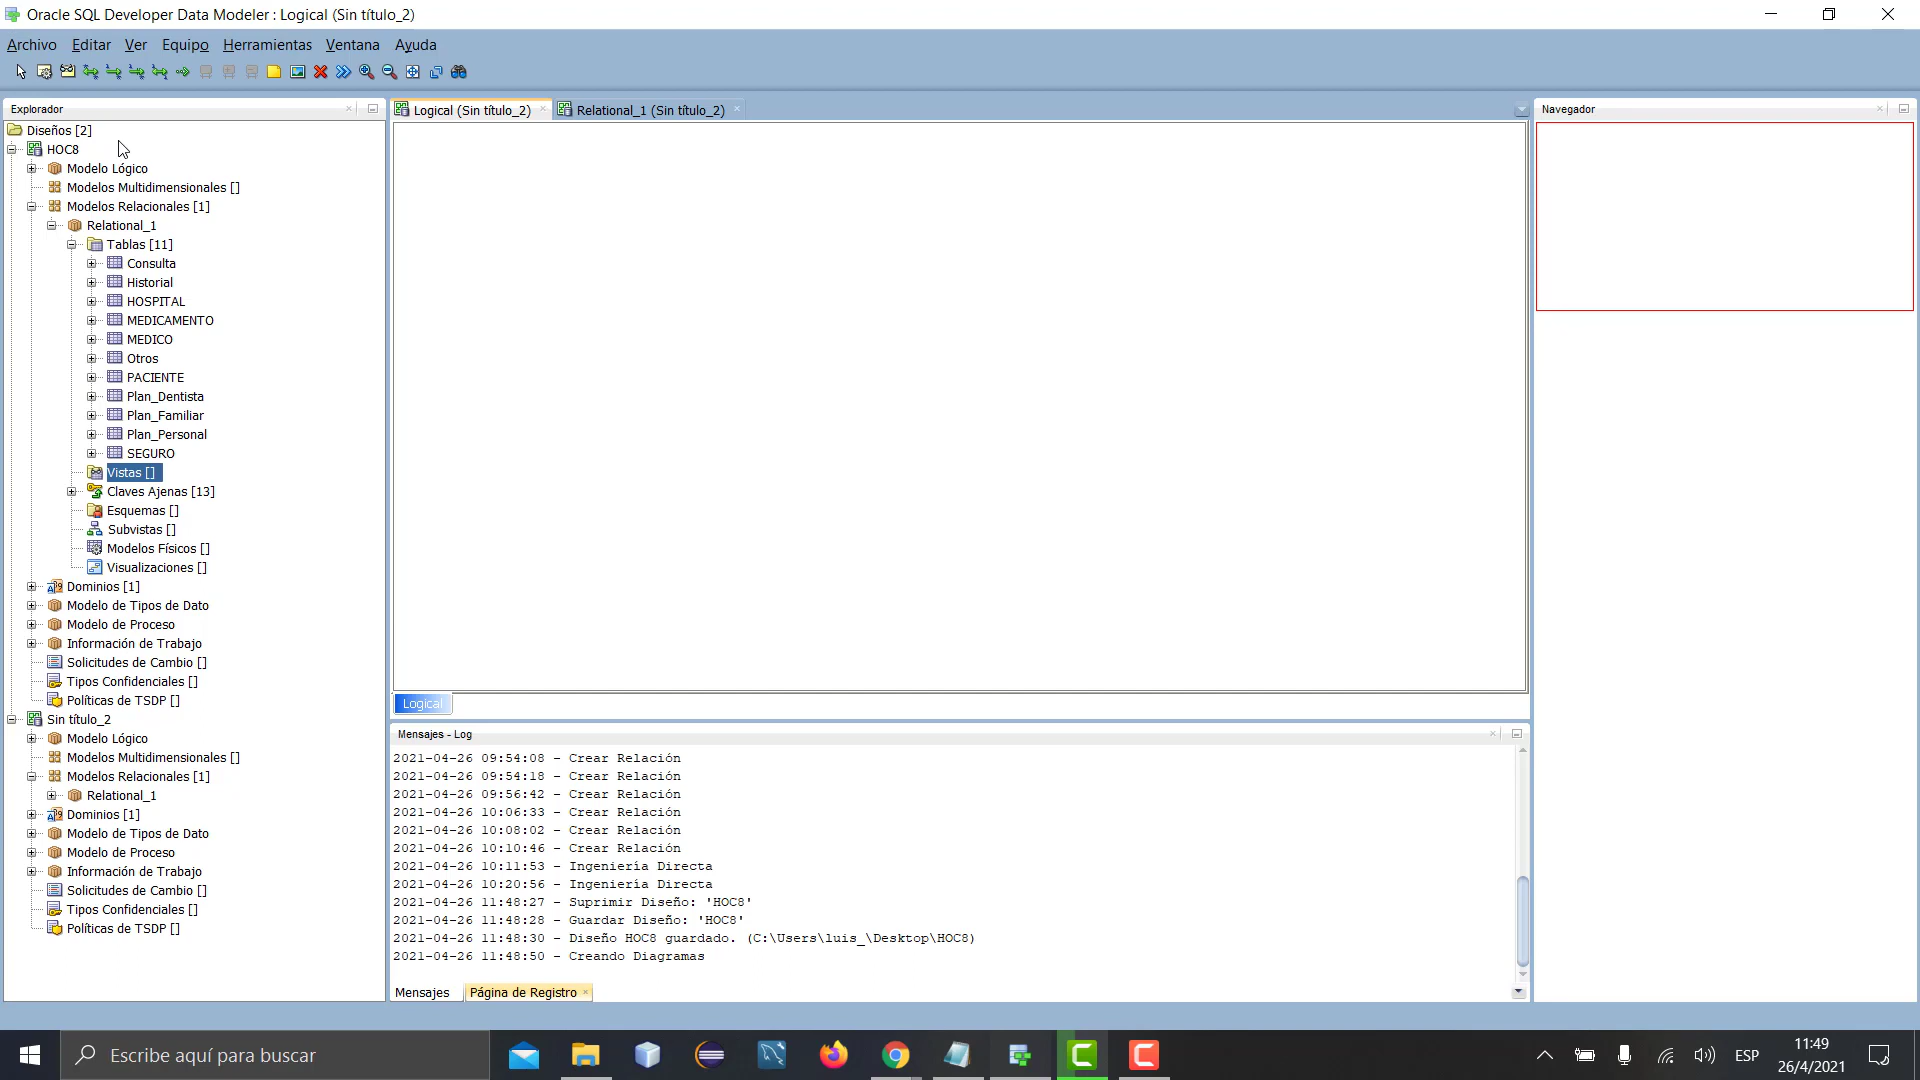 Oracle SQL Developer Data Modeler : Logical (Sin título_2)
Archivo Editar Ver Equipo Herramientas Ventana Ayuda
Explorador
Diseños [2]
HOC8
Modelo Lógico
Modelos Multidimensionales []
Modelos Relacionales [1]
Relational_1
Tablas [11]
Consulta
Historial
HOSPITAL
MEDICAMENTO
MEDICO
Otros
PACIENTE
Plan_Dentista
Plan_Familiar
Plan_Personal
SEGURO
Vistas []
Claves Ajenas [13]
Esquemas []
Subvistas []
Modelos Físicos []
Visualizaciones []
Dominios [1]
Modelo de Tipos de Dato
Modelo de Proceso
Información de Trabajo
Solicitudes de Cambio []
Tipos Confidenciales []
Políticas de TSDP []
Sin título_2
Modelo Lógico
Modelos Multidimensionales []
Modelos Relacionales [1]
Relational_1
Dominios [1]
Modelo de Tipos de Dato
Modelo de Proceso
Información de Trabajo
Solicitudes de Cambio []
Tipos Confidenciales []
Políticas de TSDP []
Logical (Sin título_2) Relational_1 (Sin título_2)
Logical
Mensajes - Log
2021-04-26 09:54:08 - Crear Relación
2021-04-26 09:54:18 - Crear Relación
2021-04-26 09:56:42 - Crear Relación
2021-04-26 10:06:33 - Crear Relación
2021-04-26 10:08:02 - Crear Relación
2021-04-26 10:10:46 - Crear Relación
2021-04-26 10:11:53 - Ingeniería Directa
2021-04-26 10:20:56 - Ingeniería Directa
2021-04-26 11:48:27 - Suprimir Diseño: 'HOC8'
2021-04-26 11:48:28 - Guardar Diseño: 'HOC8'
2021-04-26 11:48:30 - Diseño HOC8 guardado. (C:\Users\luis_\Desktop\HOC8)
2021-04-26 11:48:50 - Creando Diagramas
Mensajes Página de Registro
Navegador
Escribe aquí para buscar
ESP
11:49
26/4/2021